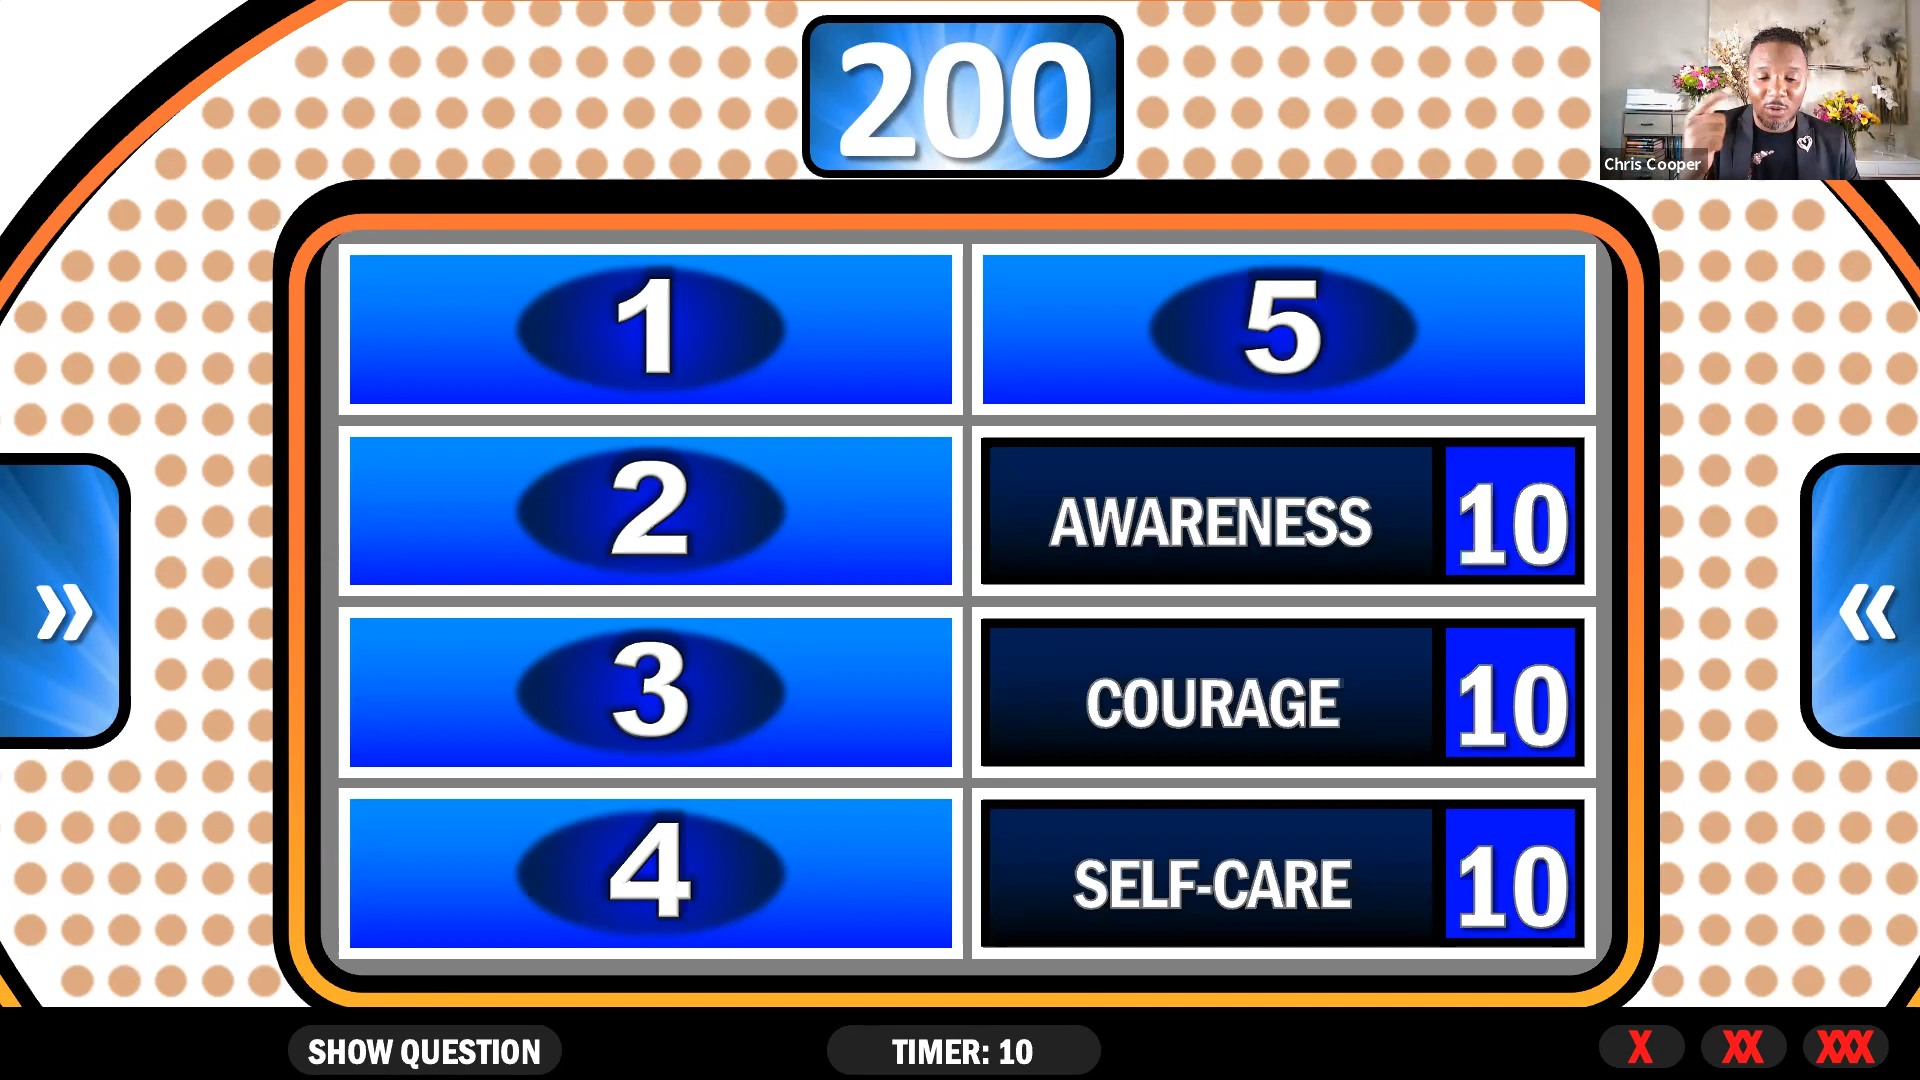 200
Chris Cooper
1
5
2
AWARENESS 10
3
COURAGE 10
4
SELF-CARE 10
SHOW QUESTION
TIMER: 10
X
XX
XXX